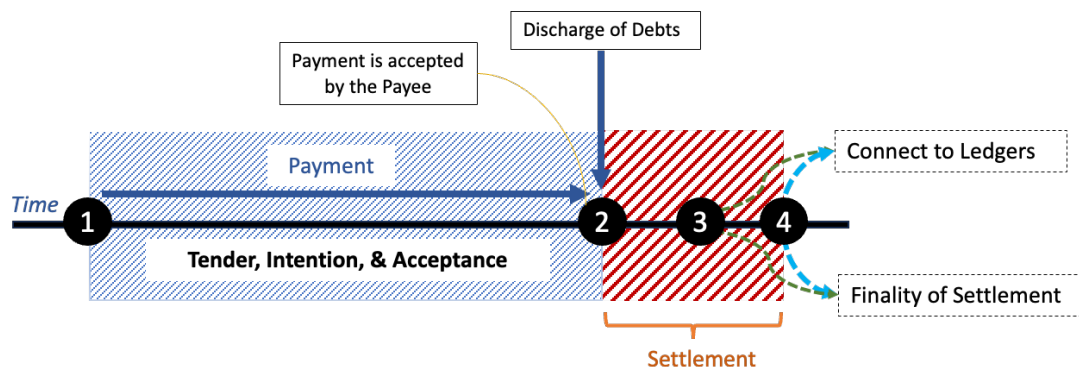 Discharge of Debts
Payment is accepted
by the Payee
Payment
Connect to Ledgers
Time
1
2
3
4
Tender, Intention, & Acceptance
Finality of Settlement
Settlement